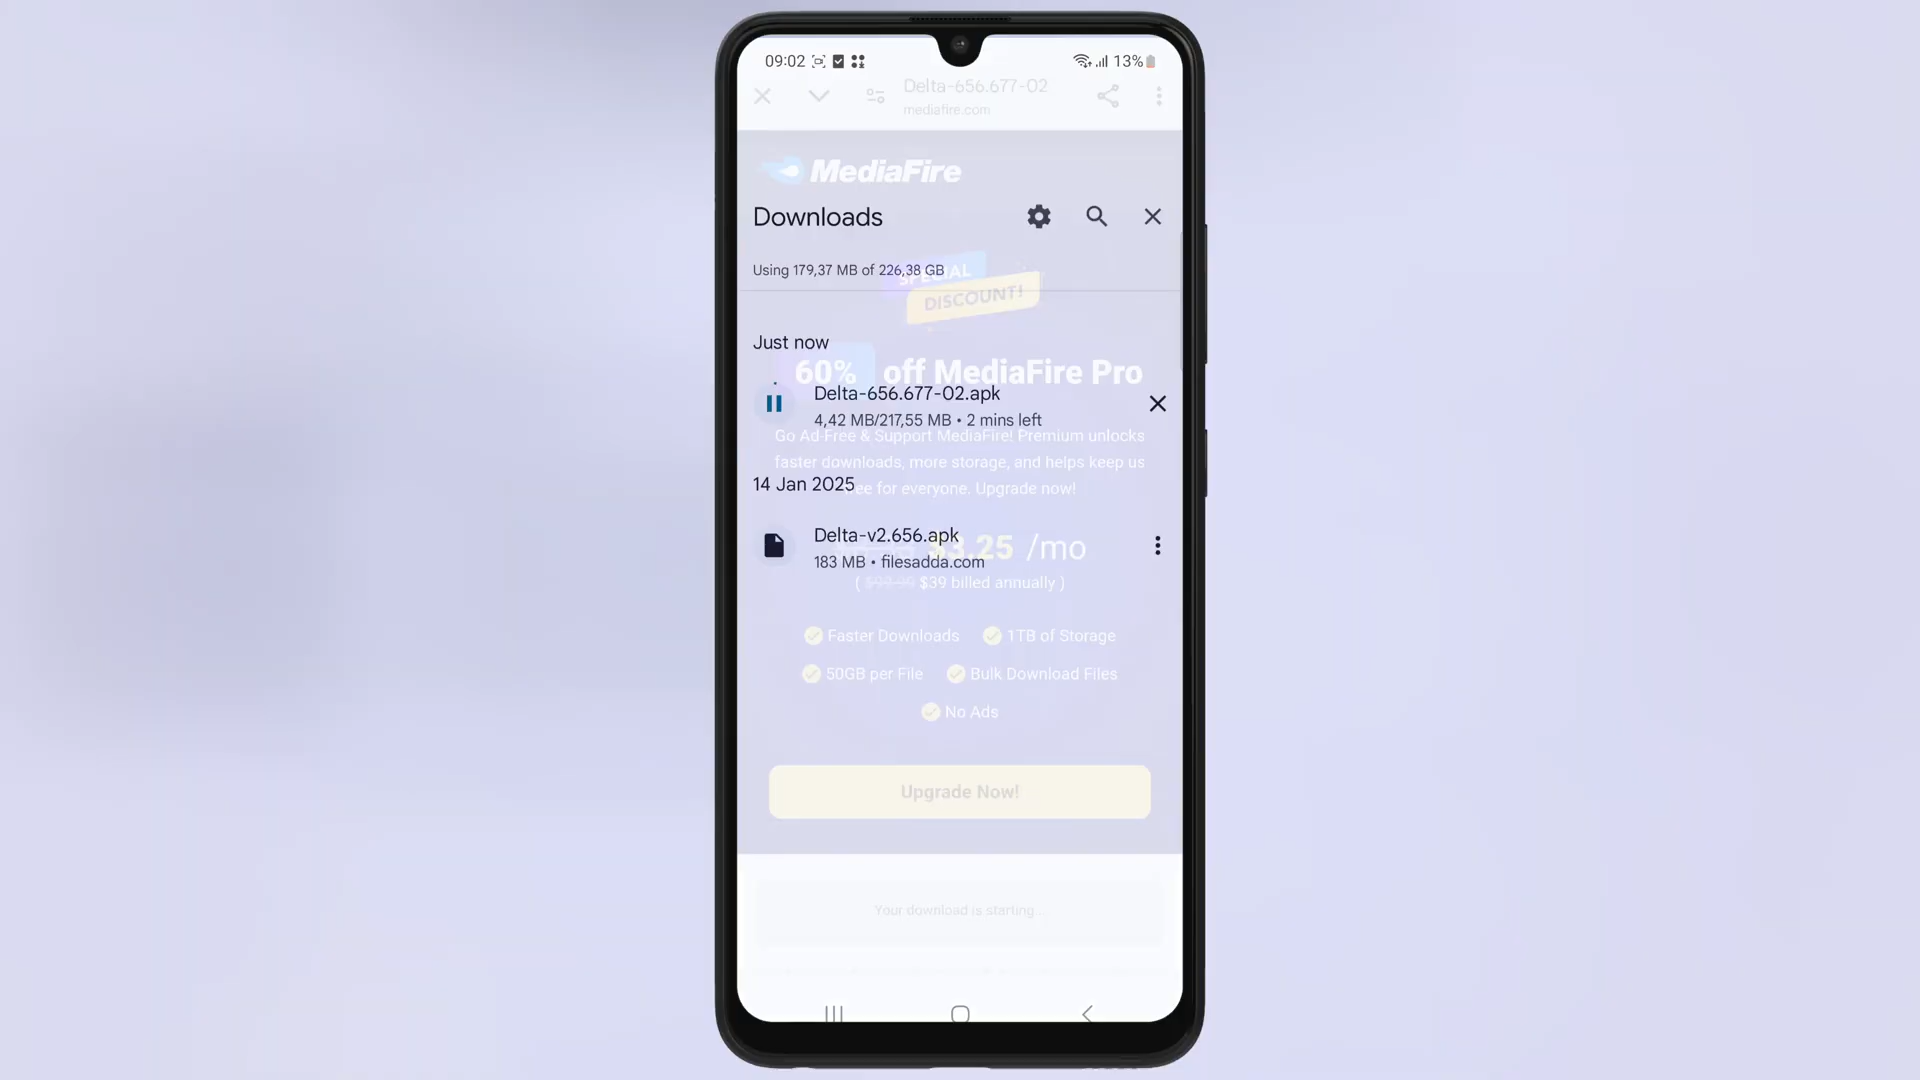 09:02
13%
Delta-656.677-02
mediafire.com
MediaFire
Downloads
Using 179,37 MB of 226,38 GB
SPECIAL
DISCOUNT!
Just now
60% off MediaFire Pro
Delta-656.677-02.apk
4,42 MB/217,55 MB • 2 mins left
Go Ad-Free & Support MediaFire! Premium unlocks
faster downloads, more storage, and helps keep us
free for everyone. Upgrade now!
14 Jan 2025
Delta-v2.656.apk
$3.25 /mo
183 MB • filesadda.com
( $39 billed annually )
Faster Downloads
1TB of Storage
50GB per File
Bulk Download Files
No Ads
Upgrade Now!
Your download is starting...